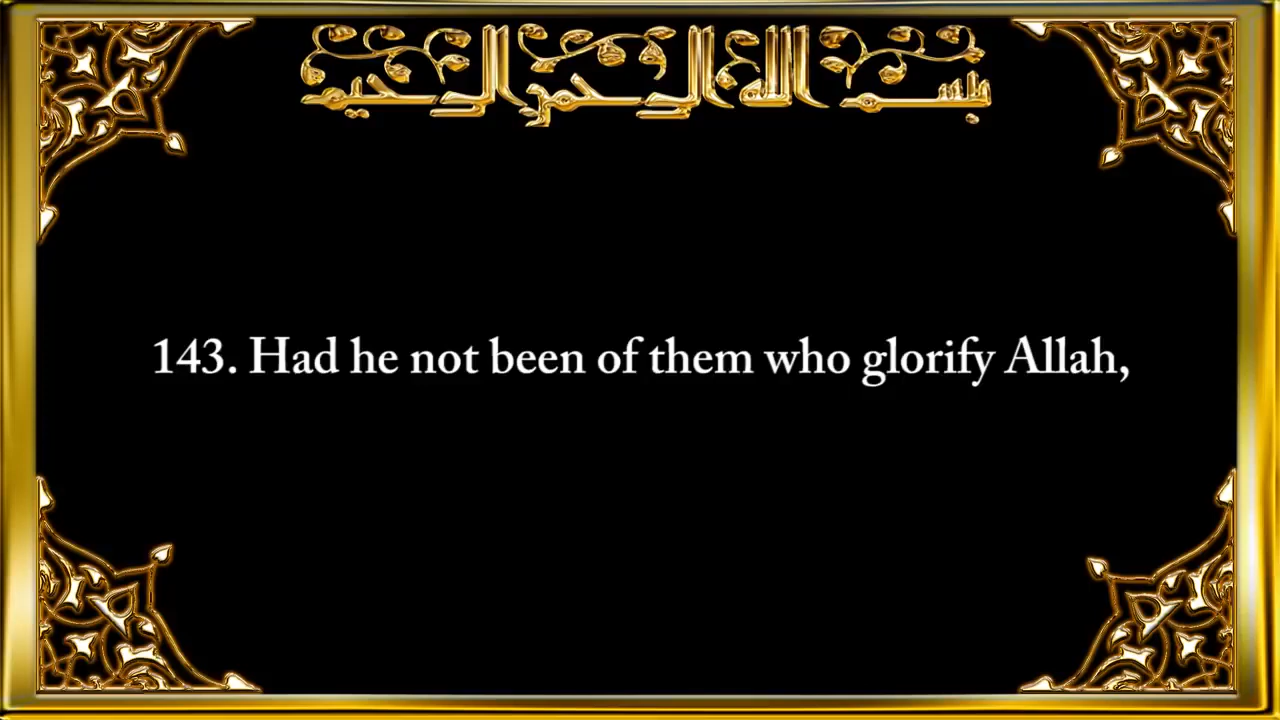 بسم الله الرحمن الرحيم
143. Had he not been of them who glorify Allah,